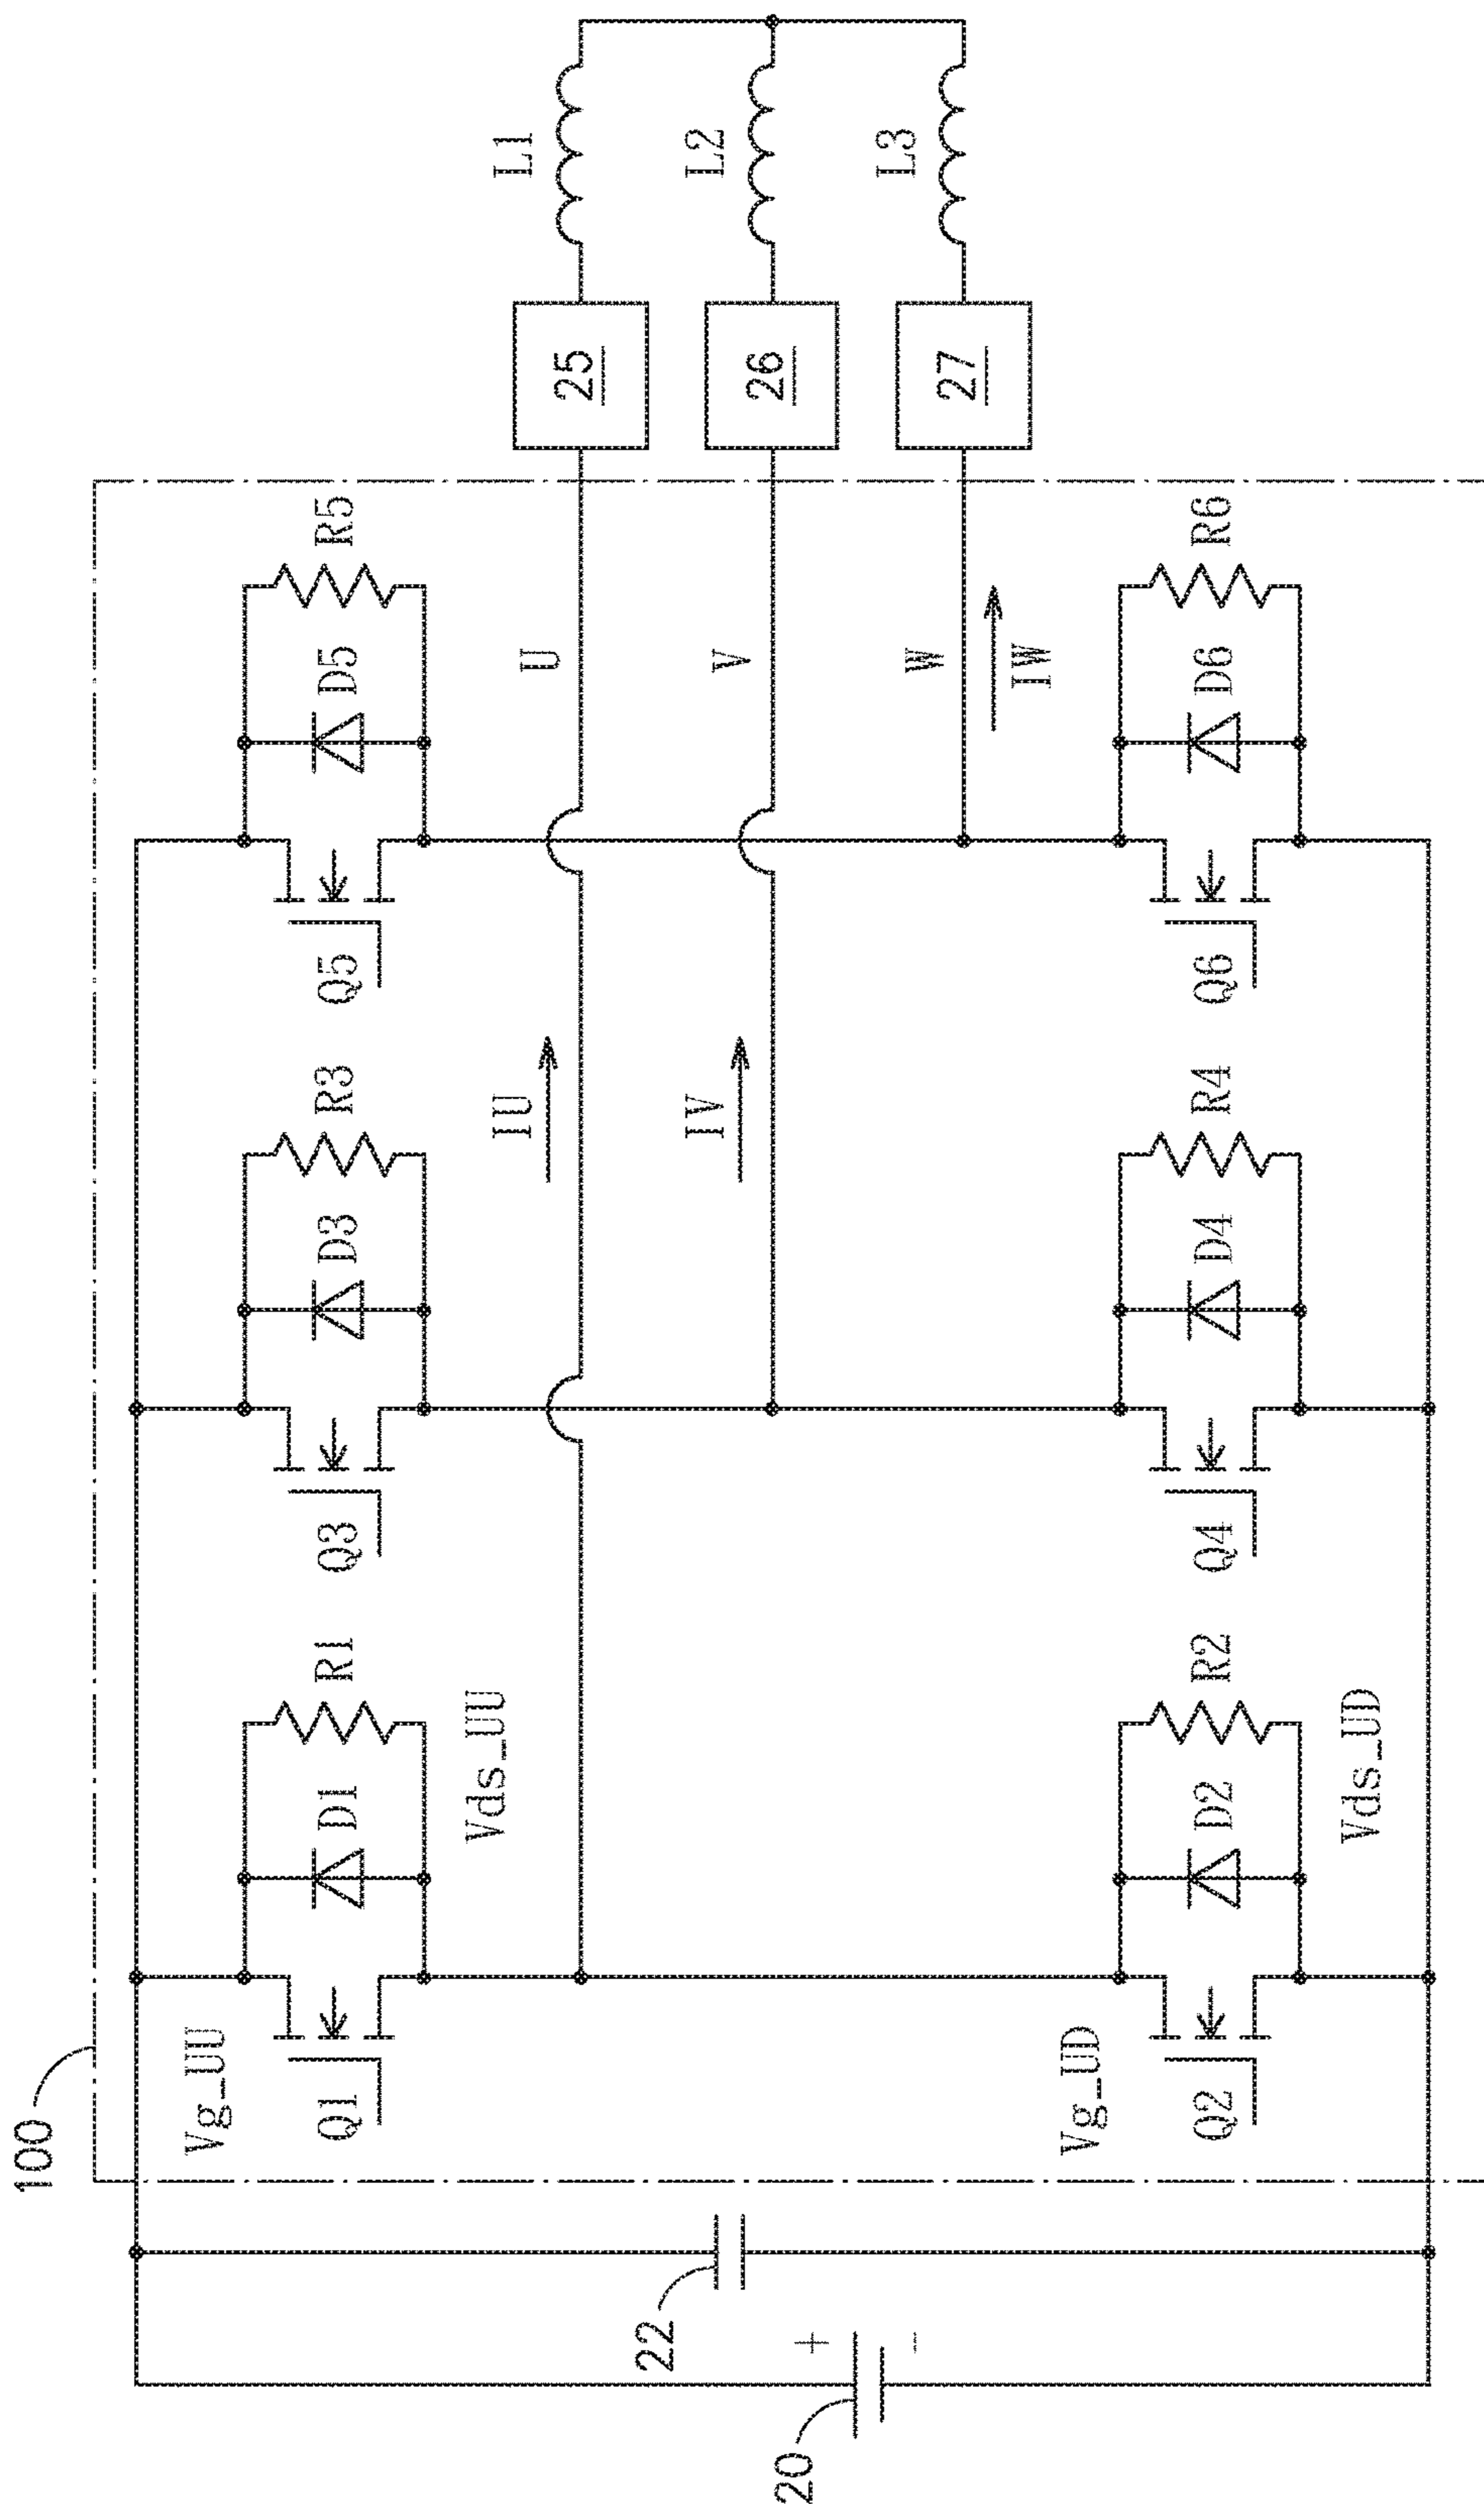 100
Vg_UU
Q1
D1
R1
Vds_UU
Q3
D3
R3
Q5
D5
R5
IU
U
25
L1
22
IV
V
26
L2
20
+
-
W
IW
27
L3
Vg_UD
Q2
D2
R2
Vds_UD
Q4
D4
R4
Q6
D6
R6